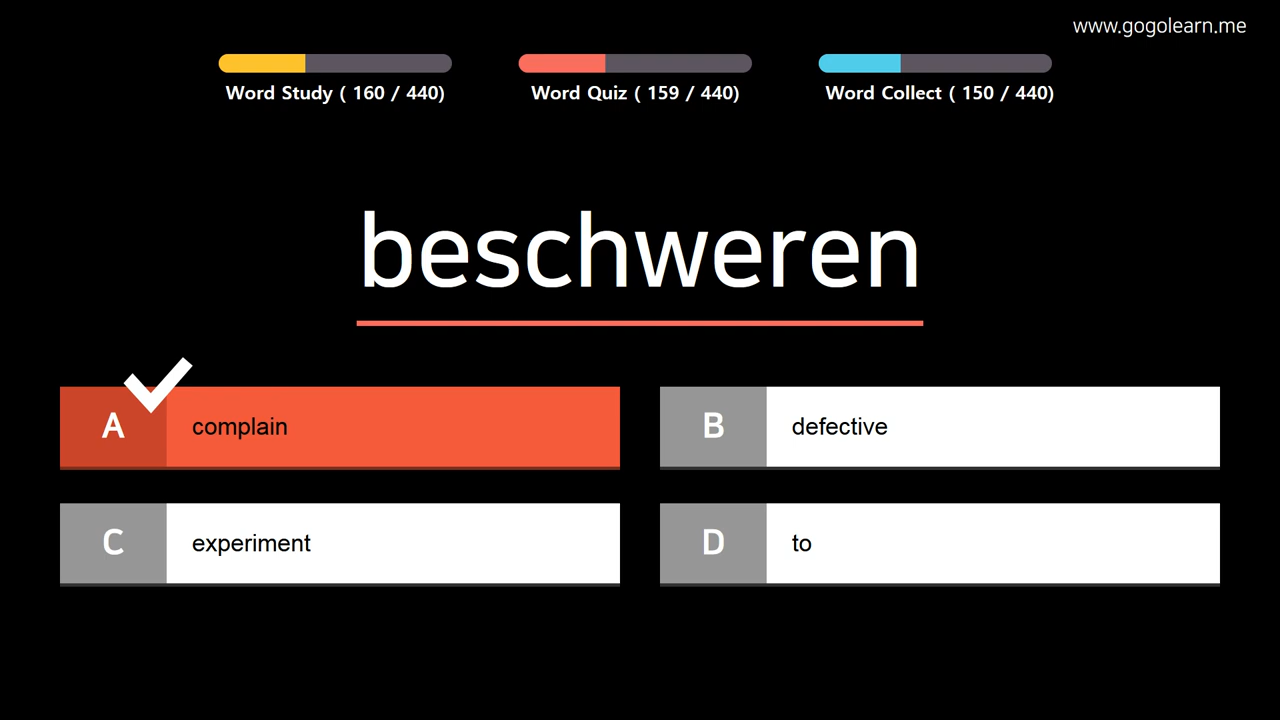 www.gogolearn.me
Word Study ( 160 / 440)
Word Quiz ( 159 / 440)
Word Collect ( 150 / 440)
beschweren
A complain
B defective
C experiment
D to